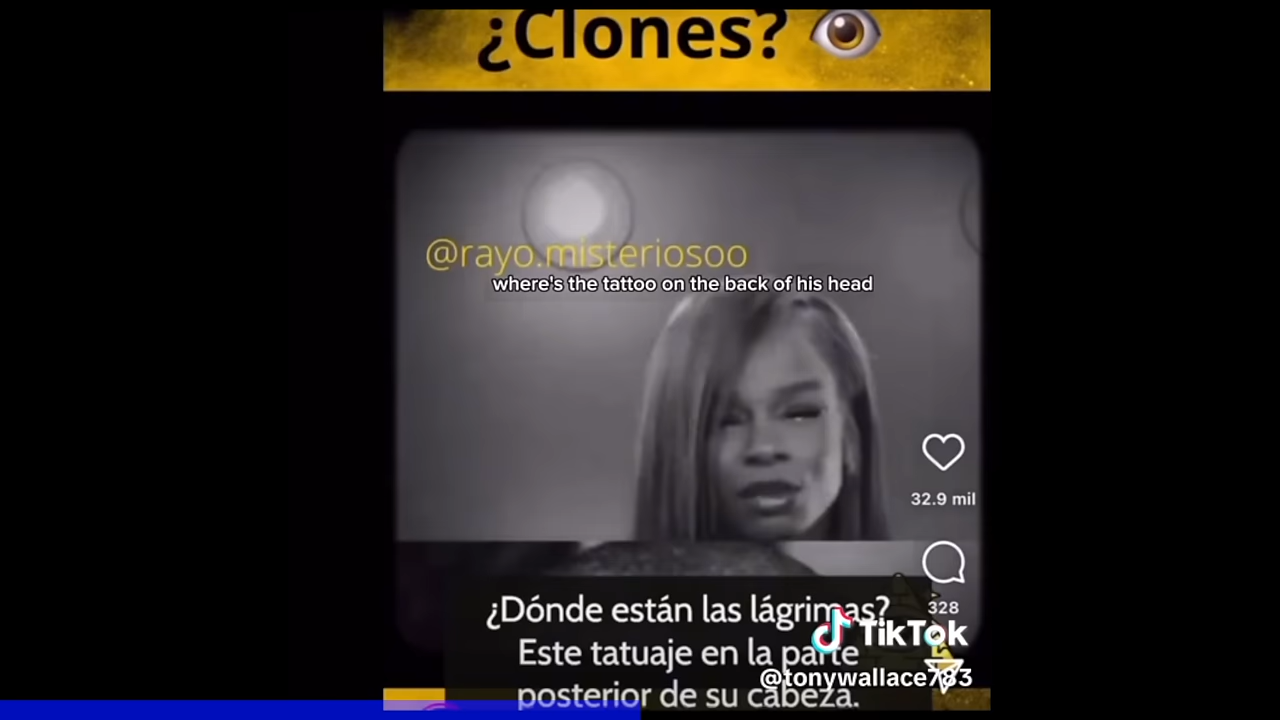 ¿Clones?
@rayo.misteriosoo
where's the tattoo on the back of his head
32.9 mil
¿Dónde están las lágrimas?
328
TikTok
Este tatuaje en la parte
@tonywallace783
posterior de su cabeza.